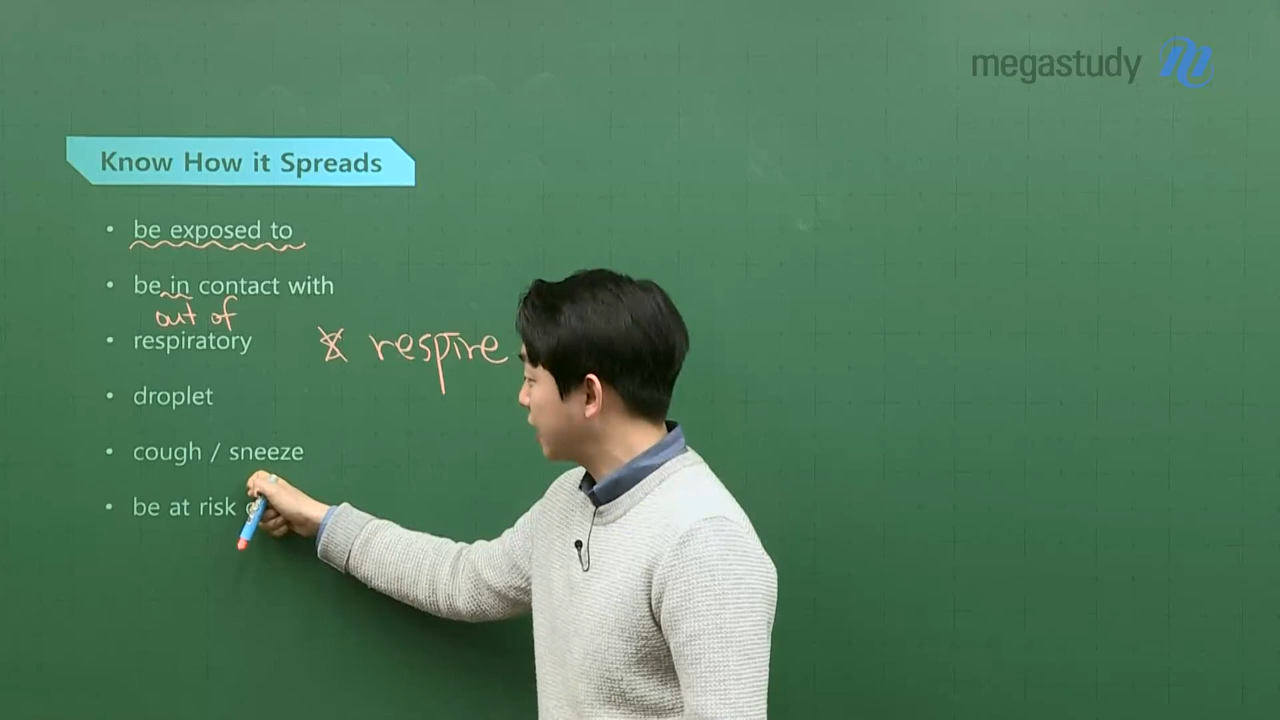 megastudy
Know How it Spreads
• be exposed to
• be in contact with
out of
• respiratory
respire
• droplet
• cough / sneeze
• be at risk